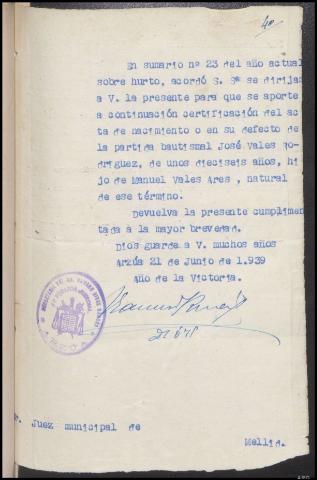 40
En sumario nº 23 del año actual
sobre hurto, acordó S. Sª se dirija
a V. la presente para que se aporte
a continuación certificación del ac
ta de nacimiento o en su defecto de
la partida bautismal José Vales Ro-
driguez, de unos dieciseis años, hi
jo de Manuel Vales Ares, natural
de ese término.
Devuelva la presente cumplimen
tada à la mayor brevedad.
Dios guarde a V. muchos años
Arzúa 21 de Junio de 1.939
Año de la Victoria.
Juez municipal de
Mellid.